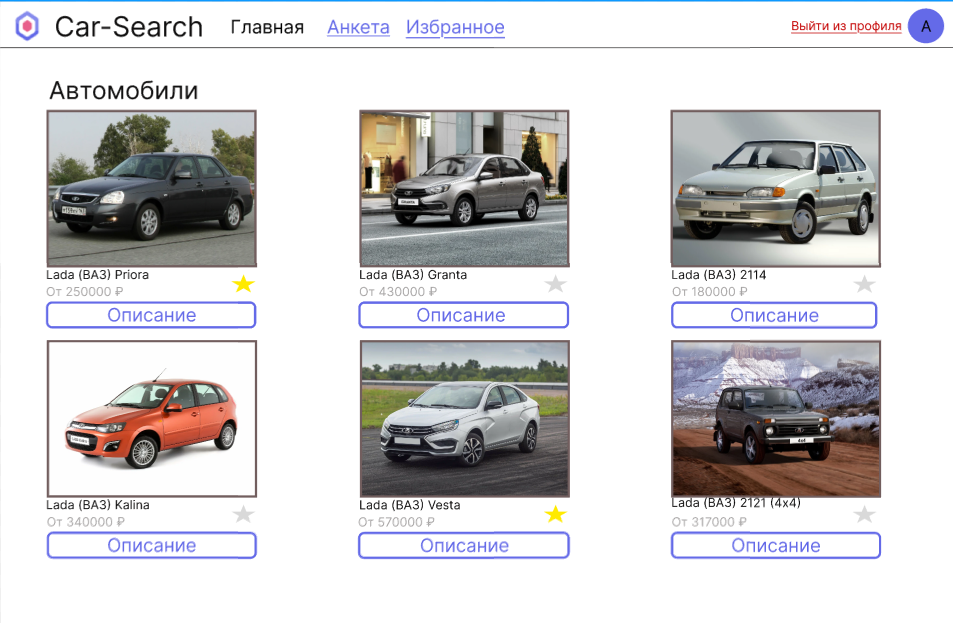 Car-Search Главная Анкета Избранное Выйти из профиля A
Автомобили
Lada (ВАЗ) Priora
От 250000 ₽
Описание
Lada (ВАЗ) Granta
От 430000 ₽
Описание
Lada (ВАЗ) 2114
От 180000 ₽
Описание
Lada (ВАЗ) Kalina
От 340000 ₽
Описание
Lada (ВАЗ) Vesta
От 570000 ₽
Описание
4x4
Lada (ВАЗ) 2121 (4x4)
От 317000 ₽
Описание